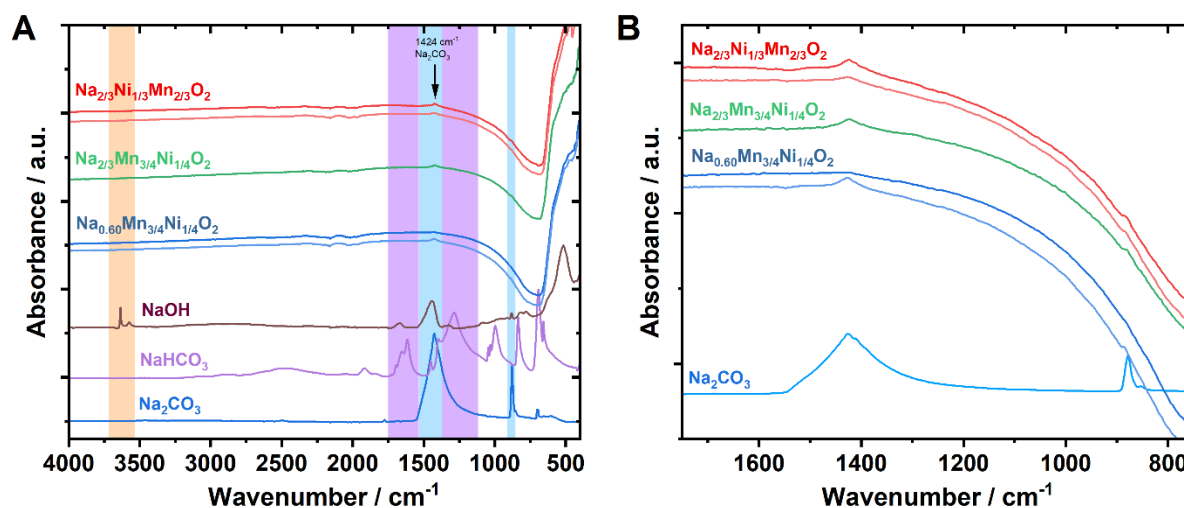 A
1424 cm⁻¹
Na₂CO₃
Na₂/₃Ni₁/₃Mn₂/₃O₂
Na₂/₃Mn₃/₄Ni₁/₄O₂
Na₀.₆₀Mn₃/₄Ni₁/₄O₂
NaOH
NaHCO₃
Na₂CO₃
Absorbance / a.u.
4000 3500 3000 2500 2000 1500 1000 500
Wavenumber / cm⁻¹
B
Na₂/₃Ni₁/₃Mn₂/₃O₂
Na₂/₃Mn₃/₄Ni₁/₄O₂
Na₀.₆₀Mn₃/₄Ni₁/₄O₂
Na₂CO₃
Absorbance / a.u.
1600 1400 1200 1000 800
Wavenumber / cm⁻¹